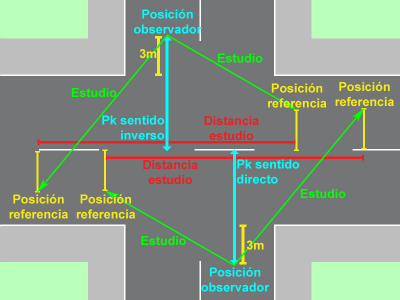 Posición
observador
3m
Estudio
Posición
referencia
Posición
referencia
Estudio
Pk sentido
inverso
Distancia
estudio
Distancia
estudio
Pk sentido
directo
Posición
referencia
Posición
referencia
Estudio
Estudio
3m
Posición
observador